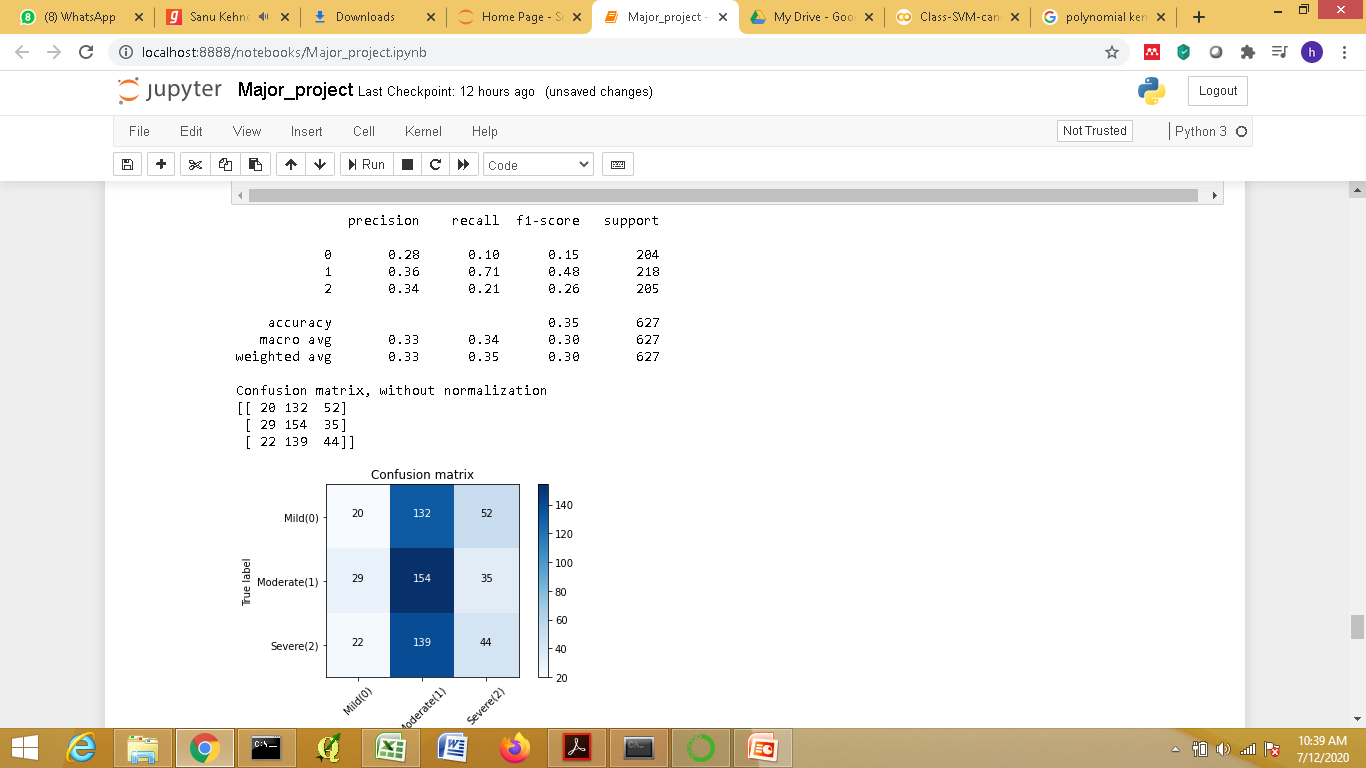 (8) WhatsApp
Sanu Kehn
Downloads
Home Page - S
Major_project -
My Drive - Goo
Class-SVM-can
polynomial ker
localhost:8888/notebooks/Major_project.ipynb
h
jupyter Major_project Last Checkpoint: 12 hours ago (unsaved changes)
Logout
File Edit View Insert Cell Kernel Help
Not Trusted
Python 3
Run
Code
precision recall f1-score support
0 0.28 0.10 0.15 204
1 0.36 0.71 0.48 218
2 0.34 0.21 0.26 205
accuracy 0.35 627
macro avg 0.33 0.34 0.30 627
weighted avg 0.33 0.35 0.30 627
Confusion matrix, without normalization
[[ 20 132 52]
[ 29 154 35]
[ 22 139 44]]
Confusion matrix
True label
Mild(0) 20 132 52
Moderate(1) 29 154 35
Severe(2) 22 139 44
140
120
100
80
60
40
20
Mild(0)
oderate(1)
Severe(2)
10:39 AM
7/12/2020